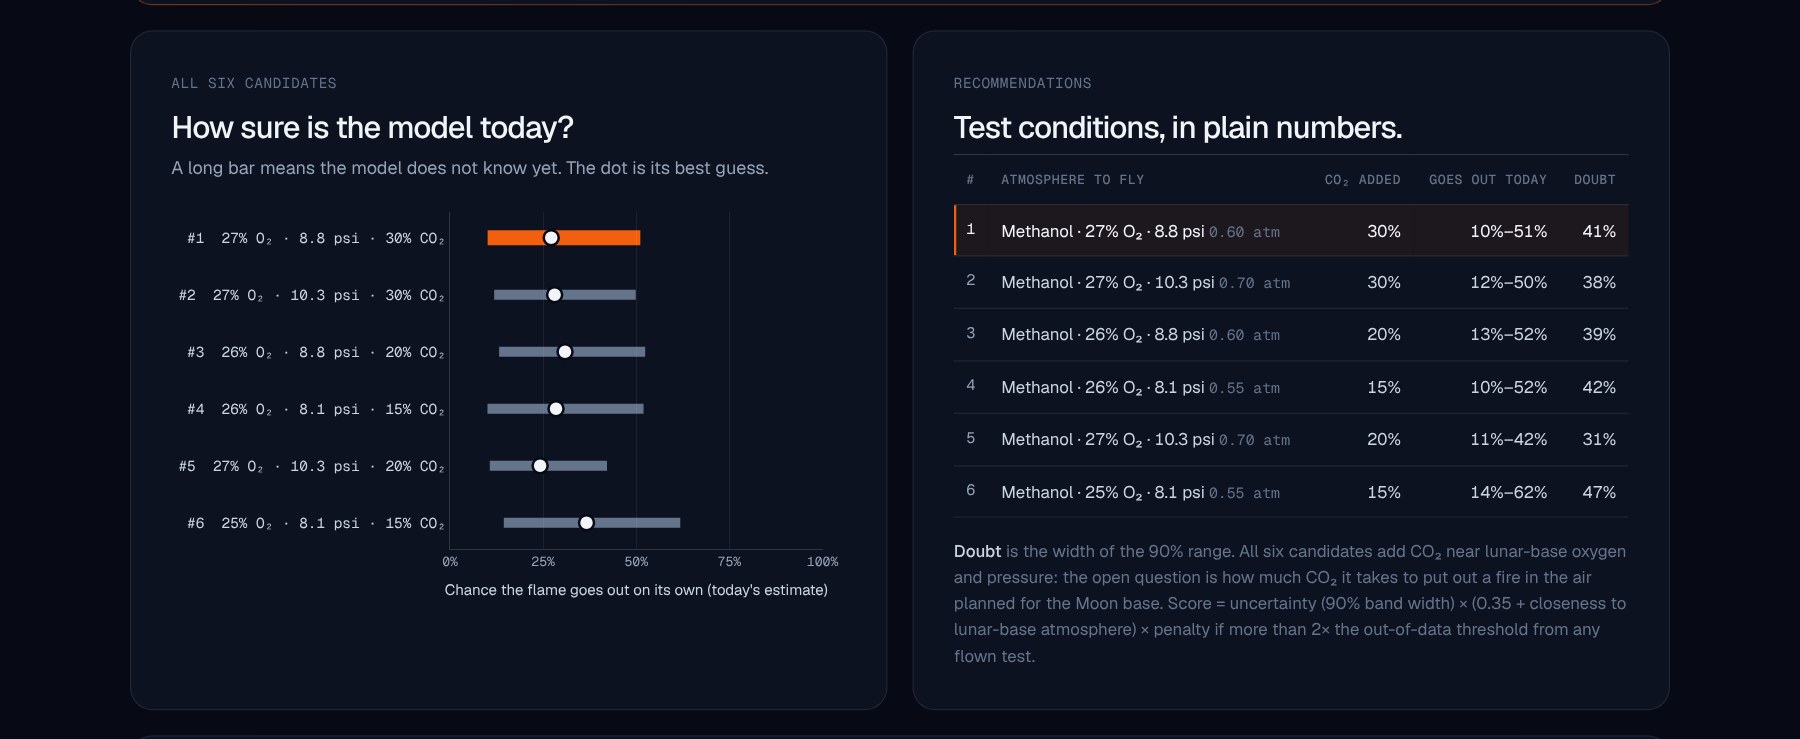 ALL SIX CANDIDATES
How sure is the model today?
A long bar means the model does not know yet. The dot is its best guess.
#1 27% O₂ · 8.8 psi · 30% CO₂
#2 27% O₂ · 10.3 psi · 30% CO₂
#3 26% O₂ · 8.8 psi · 20% CO₂
#4 26% O₂ · 8.1 psi · 15% CO₂
#5 27% O₂ · 10.3 psi · 20% CO₂
#6 25% O₂ · 8.1 psi · 15% CO₂
0% 25% 50% 75% 100%
Chance the flame goes out on its own (today's estimate)
RECOMMENDATIONS
Test conditions, in plain numbers.
# ATMOSPHERE TO FLY CO₂ ADDED GOES OUT TODAY DOUBT
1 Methanol · 27% O₂ · 8.8 psi 0.60 atm 30% 10%–51% 41%
2 Methanol · 27% O₂ · 10.3 psi 0.70 atm 30% 12%–50% 38%
3 Methanol · 26% O₂ · 8.8 psi 0.60 atm 20% 13%–52% 39%
4 Methanol · 26% O₂ · 8.1 psi 0.55 atm 15% 10%–52% 42%
5 Methanol · 27% O₂ · 10.3 psi 0.70 atm 20% 11%–42% 31%
6 Methanol · 25% O₂ · 8.1 psi 0.55 atm 15% 14%–62% 47%
Doubt is the width of the 90% range. All six candidates add CO₂ near lunar-base oxygen
and pressure: the open question is how much CO₂ it takes to put out a fire in the air
planned for the Moon base. Score = uncertainty (90% band width) × (0.35 + closeness to
lunar-base atmosphere) × penalty if more than 2× the out-of-data threshold from any
flown test.